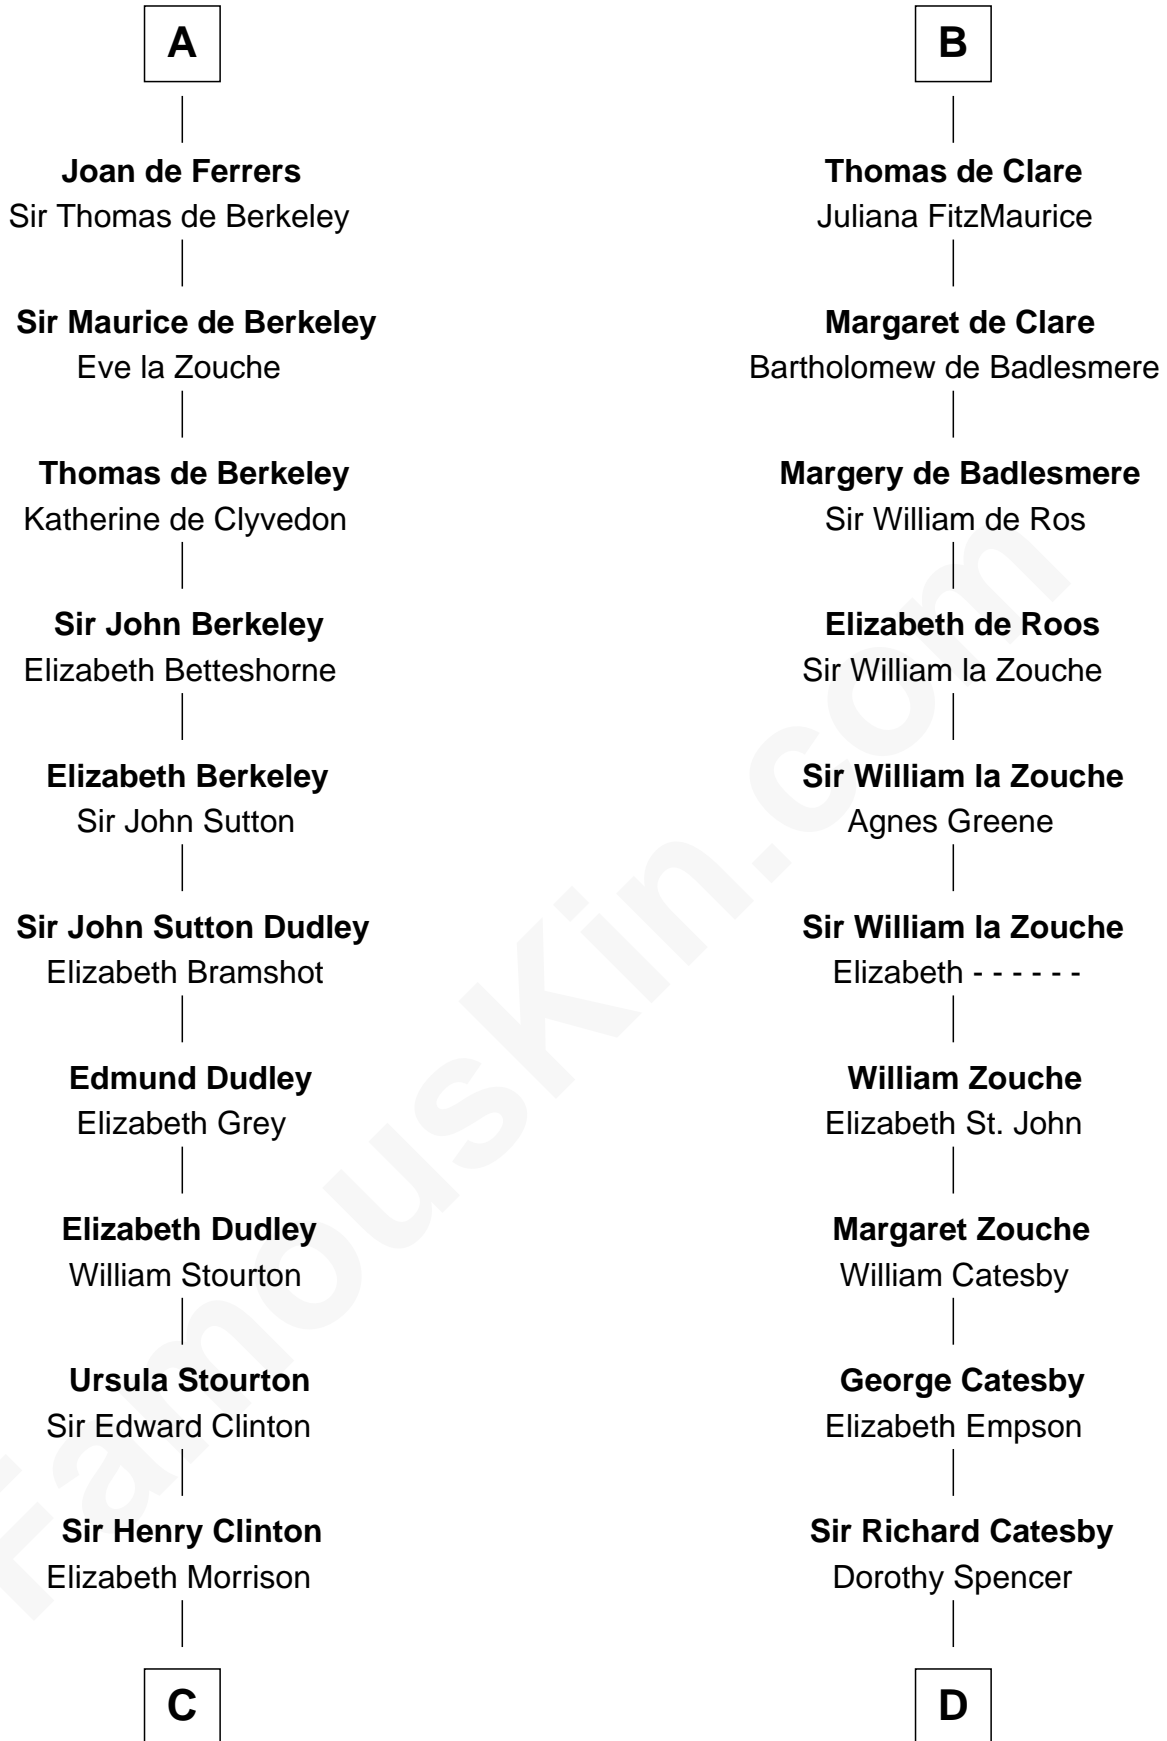 A
Joan de Ferrers
Sir Thomas de Berkeley
Sir Maurice de Berkeley
Eve la Zouche
Thomas de Berkeley
Katherine de Clyvedon
Sir John Berkeley
Elizabeth Betteshorne
Elizabeth Berkeley
Sir John Sutton
Sir John Sutton Dudley
Elizabeth Bramshot
Edmund Dudley
Elizabeth Grey
Elizabeth Dudley
William Stourton
Ursula Stourton
Sir Edward Clinton
Sir Henry Clinton
Elizabeth Morrison
C
B
Thomas de Clare
Juliana FitzMaurice
Margaret de Clare
Bartholomew de Badlesmere
Margery de Badlesmere
Sir William de Ros
Elizabeth de Roos
Sir William la Zouche
Sir William la Zouche
Agnes Greene
Sir William la Zouche
Elizabeth - - - - - -
William Zouche
Elizabeth St. John
Margaret Zouche
William Catesby
George Catesby
Elizabeth Empson
Sir Richard Catesby
Dorothy Spencer
D
FamousKin.com